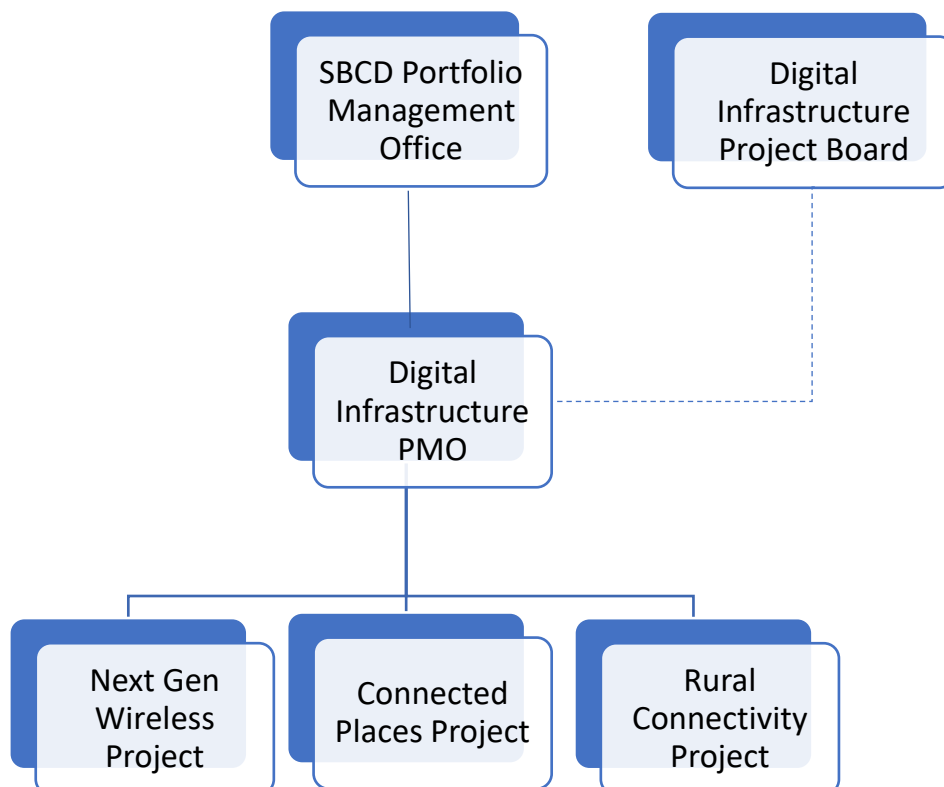 SBCD Portfolio
Management
Office
Digital
Infrastructure
Project Board
Digital
Infrastructure
PMO
Next Gen
Wireless
Project
Connected
Places Project
Rural
Connectivity
Project